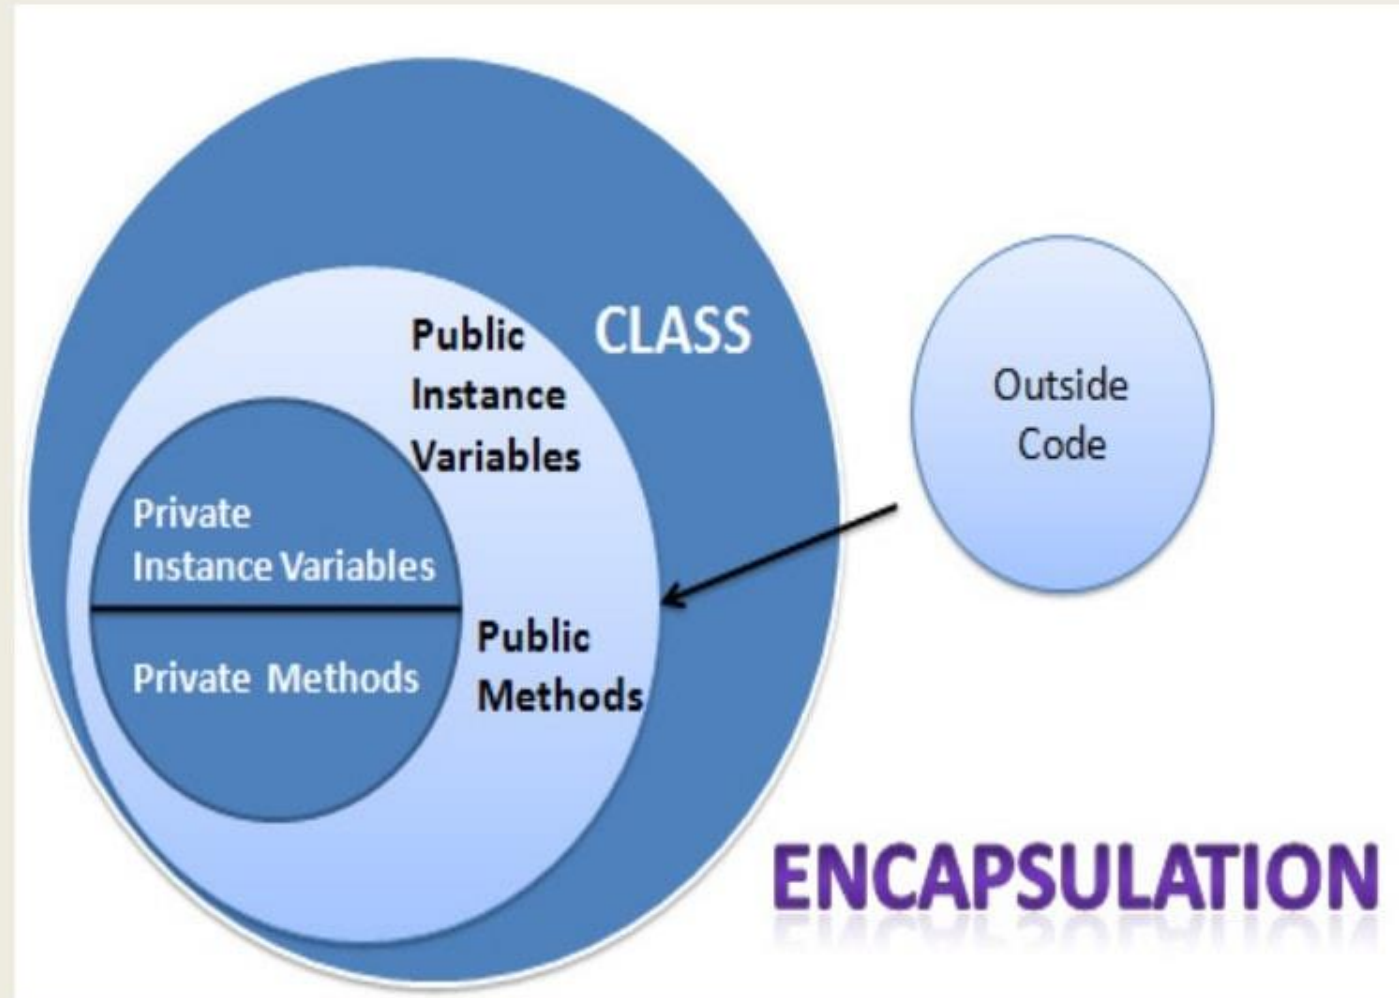 CLASS
Public
Instance
Variables
Private
Instance Variables
Private Methods
Public
Methods
Outside
Code
ENCAPSULATION